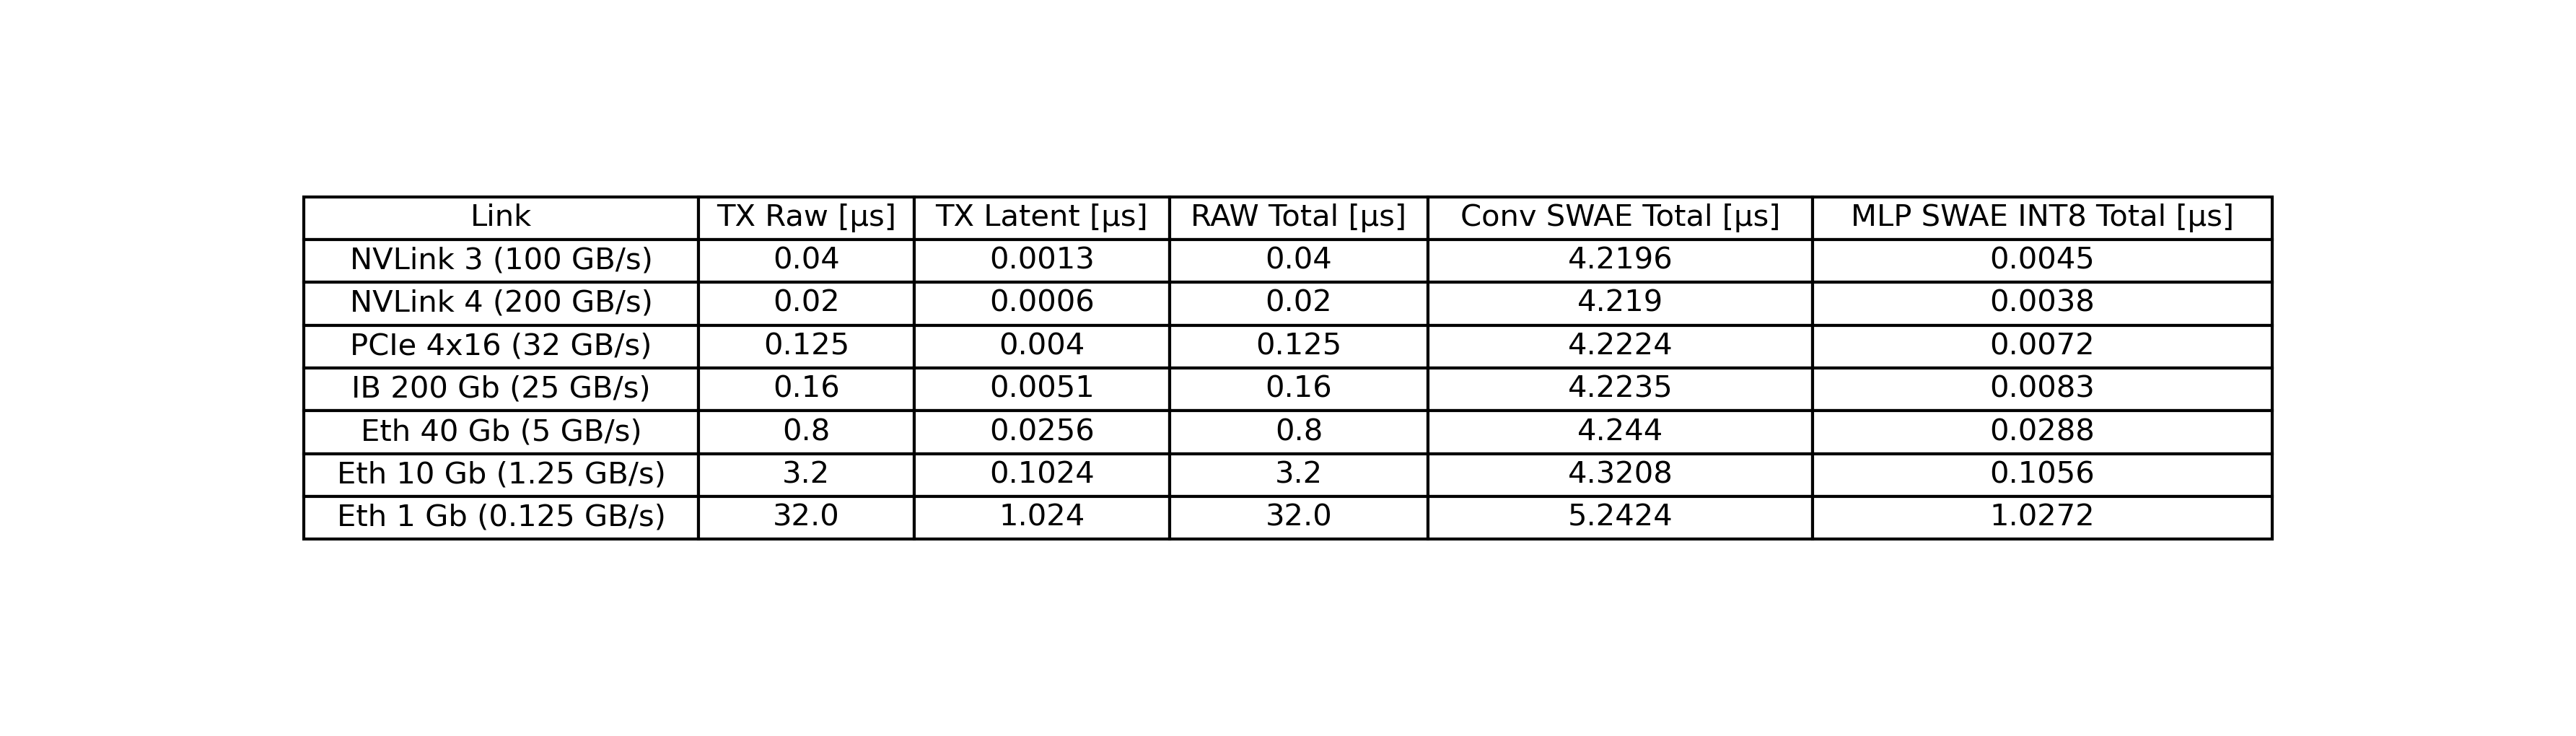 Link TX Raw [µs] TX Latent [µs] RAW Total [µs] Conv SWAE Total [µs] MLP SWAE INT8 Total [µs]
NVLink 3 (100 GB/s) 0.04 0.0013 0.04 4.2196 0.0045
NVLink 4 (200 GB/s) 0.02 0.0006 0.02 4.219 0.0038
PCIe 4x16 (32 GB/s) 0.125 0.004 0.125 4.2224 0.0072
IB 200 Gb (25 GB/s) 0.16 0.0051 0.16 4.2235 0.0083
Eth 40 Gb (5 GB/s) 0.8 0.0256 0.8 4.244 0.0288
Eth 10 Gb (1.25 GB/s) 3.2 0.1024 3.2 4.3208 0.1056
Eth 1 Gb (0.125 GB/s) 32.0 1.024 32.0 5.2424 1.0272